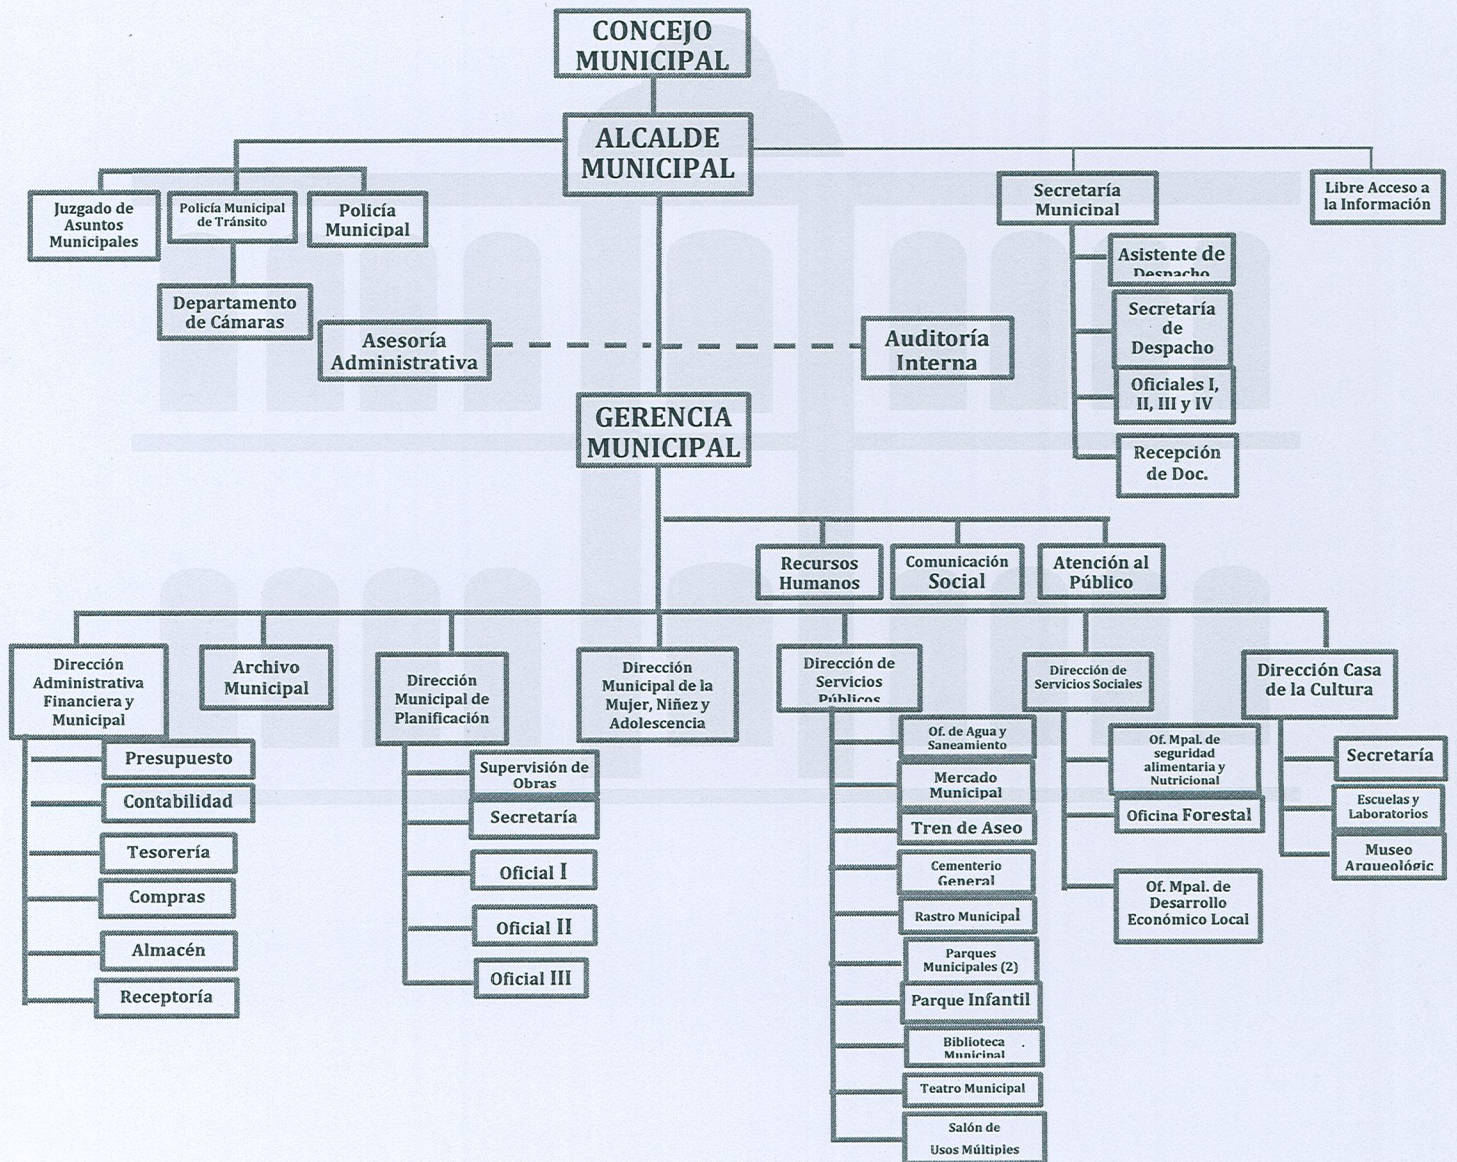 CONCEJO
MUNICIPAL
ALCALDE
MUNICIPAL
Juzgado de
Asuntos
Municipales
Policía Municipal
de Tránsito
Policía
Municipal
Departamento
de Cámaras
Secretaría
Municipal
Libre Acceso a
la Información
Asistente de
Despacho
Secretaría
de
Despacho
Oficiales I,
II, III y IV
Recepción
de Doc.
Asesoría
Administrativa
Auditoría
Interna
GERENCIA
MUNICIPAL
Recursos
Humanos
Comunicación
Social
Atención al
Público
Dirección
Administrativa
Financiera y
Municipal
Presupuesto
Contabilidad
Tesorería
Compras
Almacén
Receptoría
Archivo
Municipal
Dirección
Municipal de
Planificación
Supervisión de
Obras
Secretaría
Oficial I
Oficial II
Oficial III
Dirección
Municipal de la
Mujer, Niñez y
Adolescencia
Dirección de
Servicios
Públicos
Of. de Agua y
Saneamiento
Mercado
Municipal
Tren de Aseo
Cementerio
General
Rastro Municipal
Parques
Municipales (2)
Parque Infantil
Biblioteca
Municipal
Teatro Municipal
Salón de
Usos Múltiples
Dirección de
Servicios Sociales
Of. Mpal. de
seguridad
alimentaria y
Nutricional
Oficina Forestal
Of. Mpal. de
Desarrollo
Económico Local
Dirección Casa
de la Cultura
Secretaría
Escuelas y
Laboratorios
Museo
Arqueológic